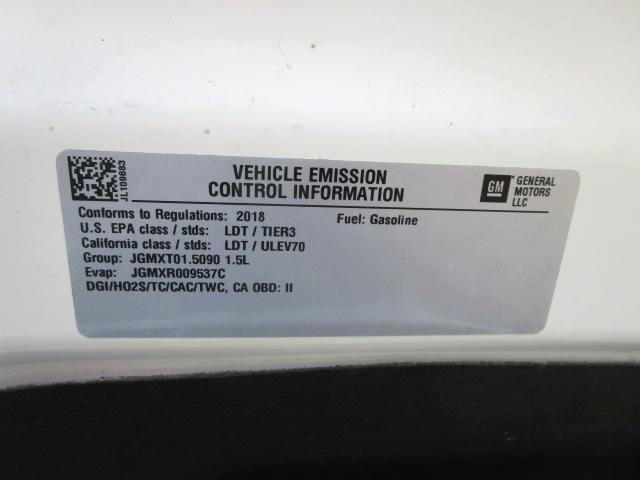 JL109683
VEHICLE EMISSION
CONTROL INFORMATION
GM
GENERAL
MOTORS
LLC
Conforms to Regulations: 2018 Fuel: Gasoline
U.S. EPA class / stds: LDT / TIER3
California class / stds: LDT / ULEV70
Group: JGMXT01.5090 1.5L
Evap: JGMXR009537C
DGI/HO2S/TC/CAC/TWC, CA OBD: II